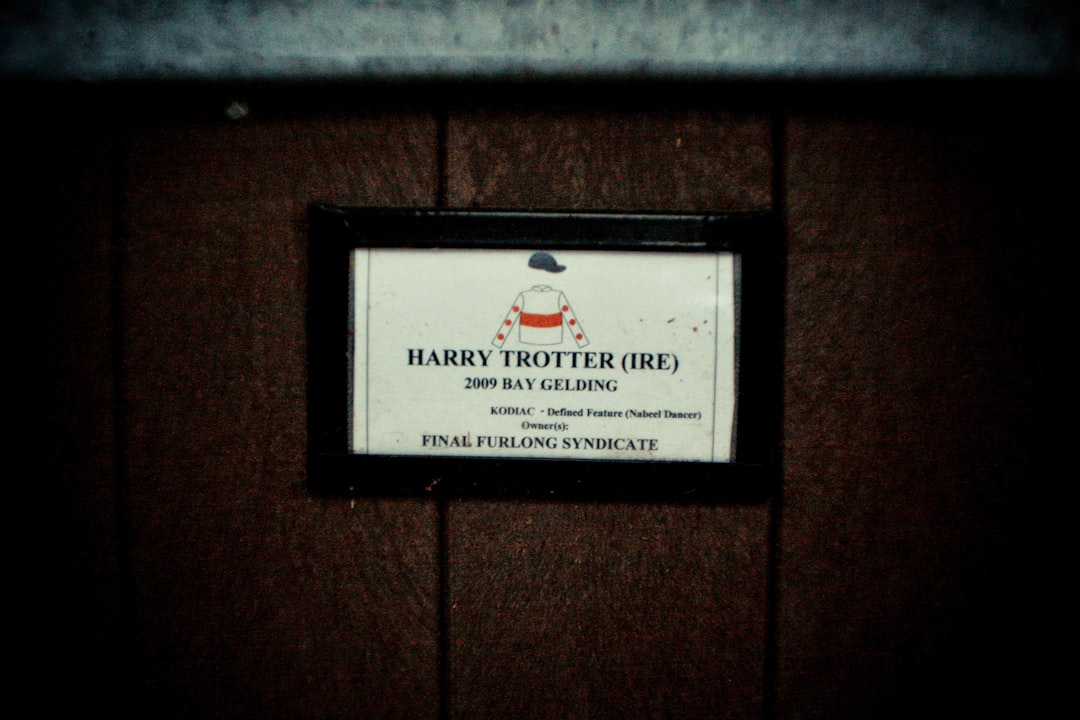 HARRY TROTTER (IRE)
2009 BAY GELDING
KODIAC - Defined Feature (Nabeel Dancer)
Owner(s):
FINAL FURLONG SYNDICATE